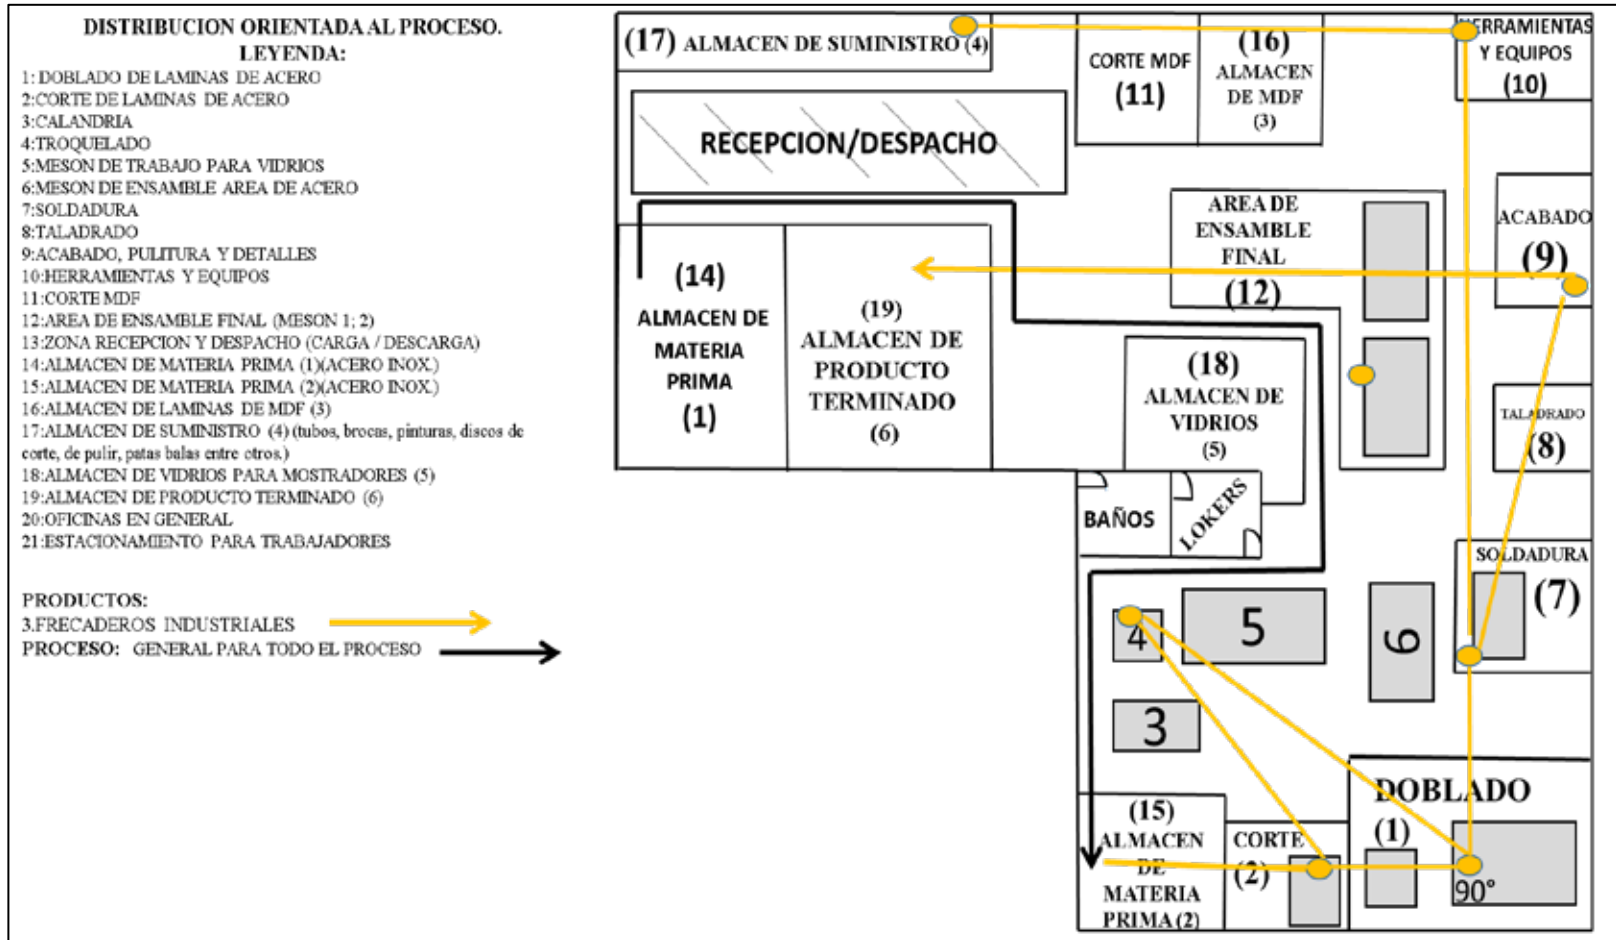 DISTRIBUCION ORIENTADA AL PROCESO.
LEYENDA:
1: DOBLADO DE LAMINAS DE ACERO
2:CORTE DE LAMINAS DE ACERO
3:CALANDRIA
4:TROQUELADO
5:MESON DE TRABAJO PARA VIDRIOS
6:MESON DE ENSAMBLE AREA DE ACERO
7:SOLDADURA
8:TALADRADO
9:ACABADO, PULITURA Y DETALLES
10:HERRAMIENTAS Y EQUIPOS
11:CORTE MDF
12:AREA DE ENSAMBLE FINAL (MESON 1; 2)
13:ZONA RECEPCION Y DESPACHO (CARGA / DESCARGA)
14:ALMACEN DE MATERIA PRIMA (1)(ACERO INOX.)
15:ALMACEN DE MATERIA PRIMA (2)(ACERO INOX.)
16:ALMACEN DE LAMINAS DE MDF (3)
17:ALMACEN DE SUMINISTRO (4) (tubos, brocas, pinturas, discos de
corte, de pulir, patas balas entre otros.)
18:ALMACEN DE VIDRIOS PARA MOSTRADORES (5)
19:ALMACEN DE PRODUCTO TERMINADO (6)
20:OFICINAS EN GENERAL
21:ESTACIONAMIENTO PARA TRABAJADORES
PRODUCTOS:
3.FRECADEROS INDUSTRIALES
PROCESO: GENERAL PARA TODO EL PROCESO
(17) ALMACEN DE SUMINISTRO (4)
CORTE MDF
(11)
(16)
ALMACEN
DE MDF
(3)
HERRAMIENTAS
Y EQUIPOS
(10)
RECEPCION/DESPACHO
AREA DE
ENSAMBLE
FINAL
(12)
ACABADO
(9)
(14)
ALMACEN DE
MATERIA
PRIMA
(1)
(19)
ALMACEN DE
PRODUCTO
TERMINADO
(6)
(18)
ALMACEN DE
VIDRIOS
(5)
TALADRADO
(8)
BAÑOS
LOKERS
SOLDADURA
(7)
4
5
6
3
DOBLADO
(1)
90°
(15)
ALMACEN
DE
MATERIA
PRIMA (2)
CORTE
(2)